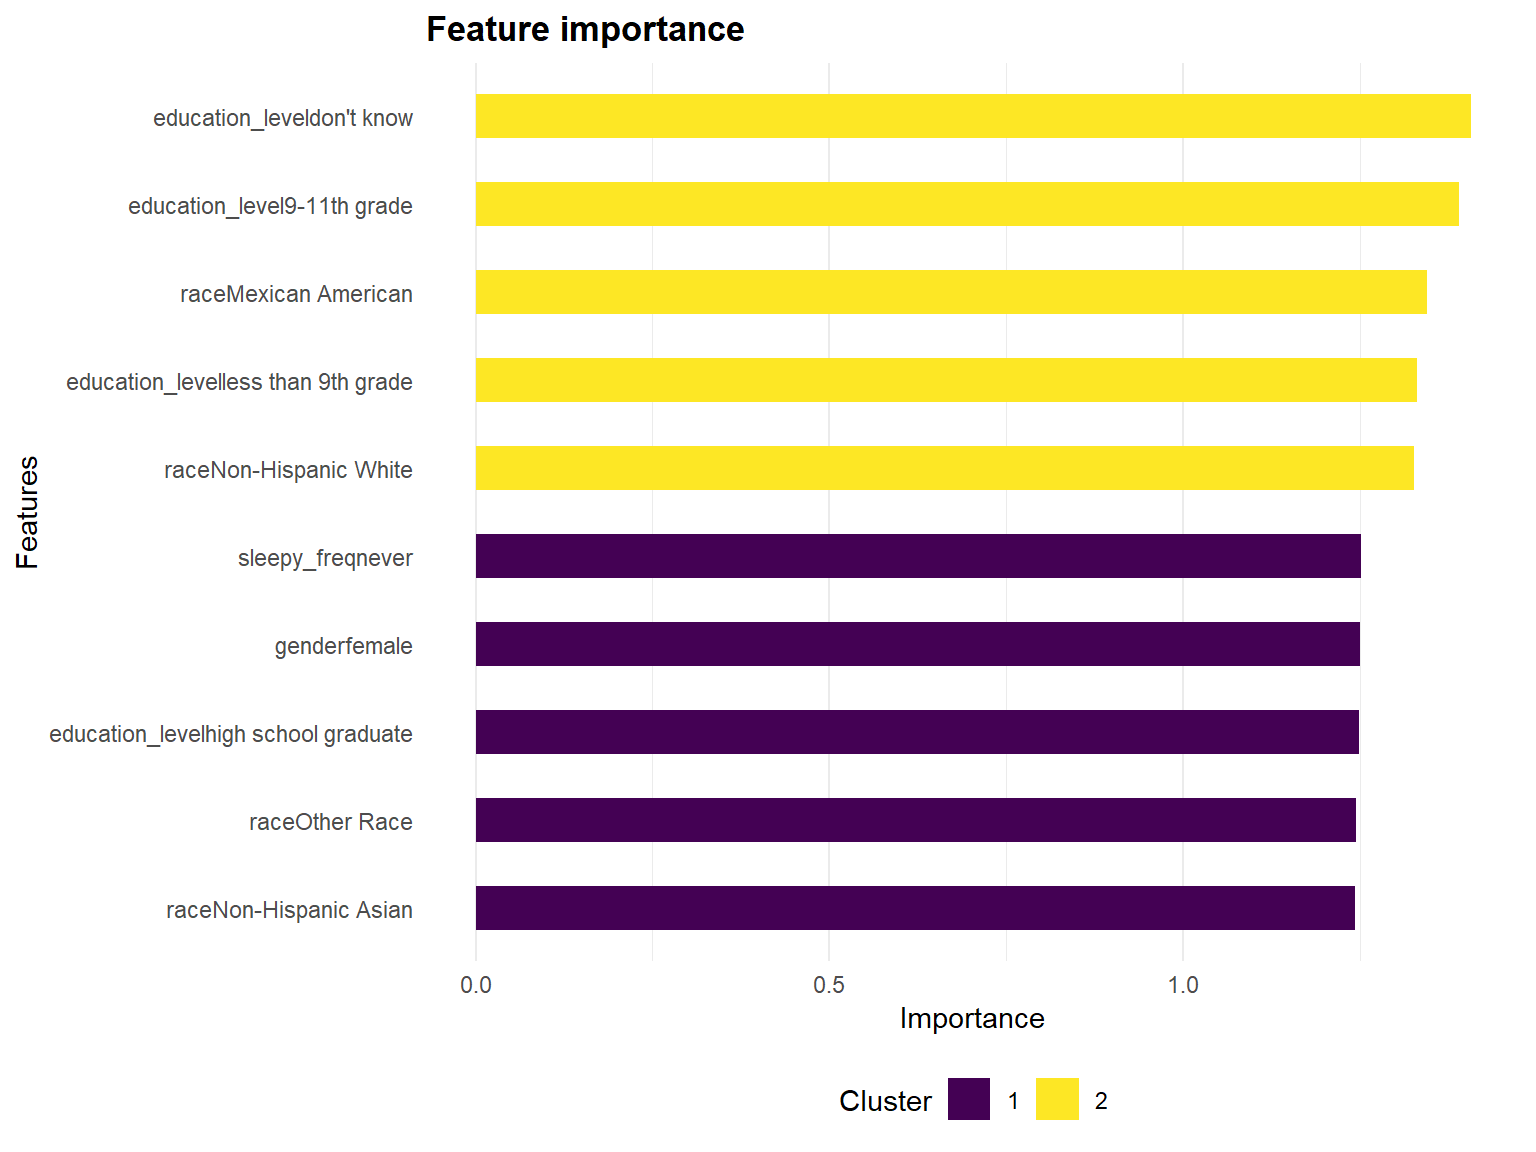 Feature importance
education_leveldon't know
education_level9-11th grade
raceMexican American
education_levelless than 9th grade
raceNon-Hispanic White
sleepy_freqnever
genderfemale
education_levelhigh school graduate
raceOther Race
raceNon-Hispanic Asian
Features
0.0 0.5 1.0
Importance
Cluster 1 2